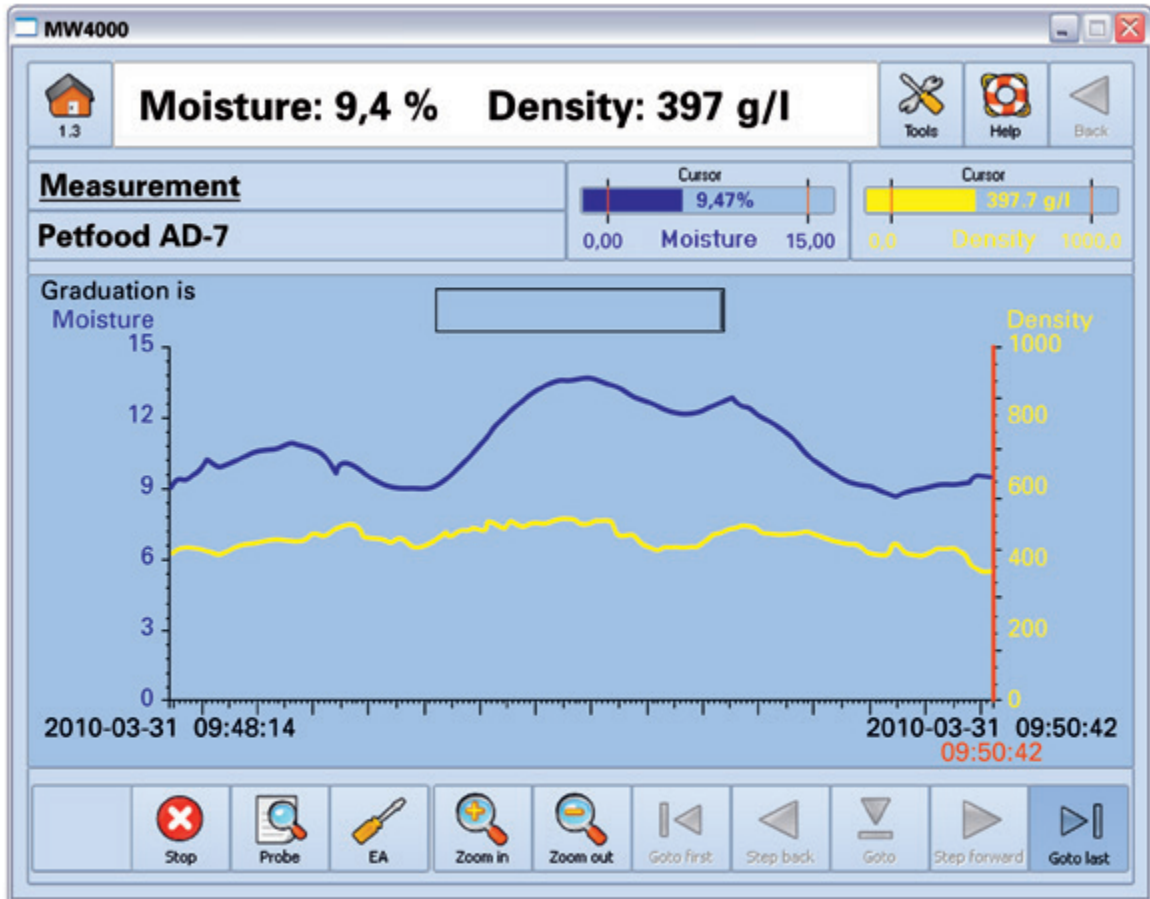 MW4000
1.3
Moisture: 9,4 % Density: 397 g/l
Tools
Help
Back
Measurement
Petfood AD-7
Cursor
9,47%
0,00 Moisture 15,00
Cursor
397.7 g/l
0,0 Density 1000,0
Graduation is
Moisture
Density
15
12
9
6
3
0
1000
800
600
400
200
0
2010-03-31 09:48:14
2010-03-31 09:50:42
09:50:42
Stop
Probe
EA
Zoom in
Zoom out
Goto first
Step back
Goto
Step forward
Goto last